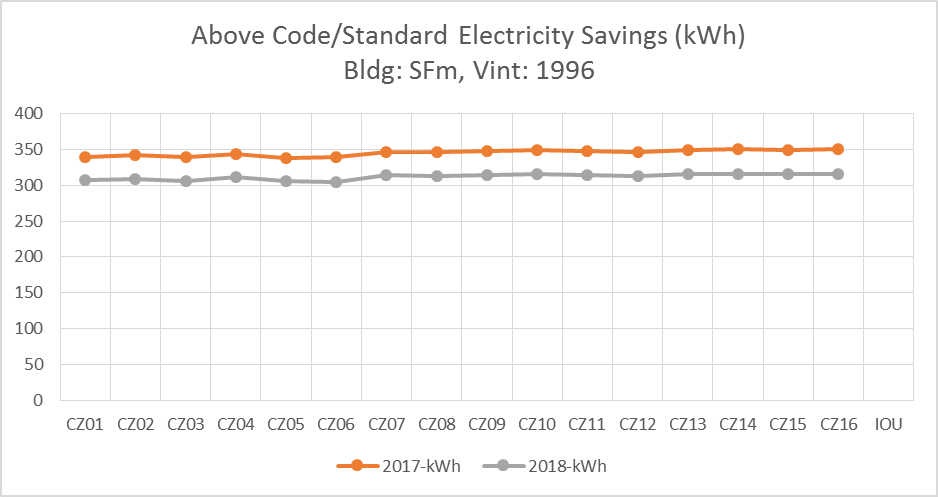 Above Code/Standard Electricity Savings (kWh)
Bldg: SFm, Vint: 1996
400
350
300
250
200
150
100
50
0
CZ01 CZ02 CZ03 CZ04 CZ05 CZ06 CZ07 CZ08 CZ09 CZ10 CZ11 CZ12 CZ13 CZ14 CZ15 CZ16 IOU
2017-kWh 2018-kWh